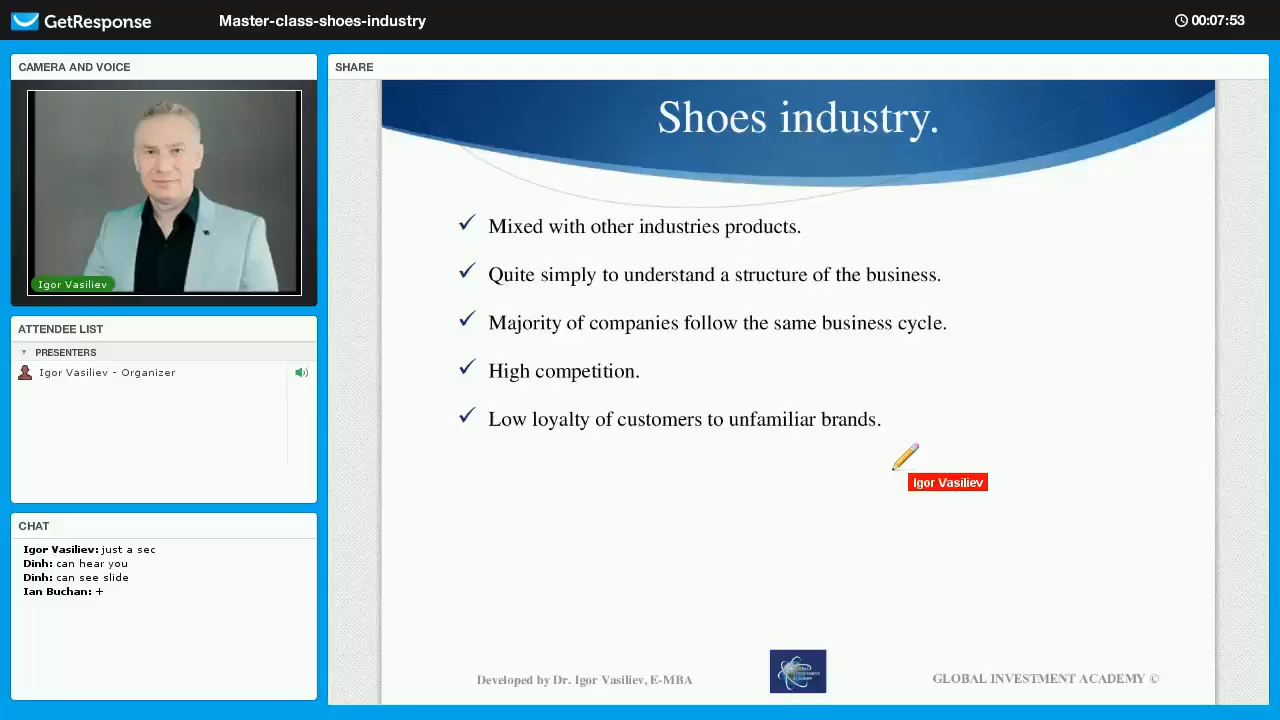 GetResponse
Master-class-shoes-industry
00:07:53
CAMERA AND VOICE
Igor Vasiliev
ATTENDEE LIST
PRESENTERS
Igor Vasiliev - Organizer
CHAT
Igor Vasiliev: just a sec
Dinh: can hear you
Dinh: can see slide
Ian Buchan: +
SHARE
Shoes industry.
✓ Mixed with other industries products.
✓ Quite simply to understand a structure of the business.
✓ Majority of companies follow the same business cycle.
✓ High competition.
✓ Low loyalty of customers to unfamiliar brands.
Igor Vasiliev
Developed by Dr. Igor Vasiliev, E-MBA
GLOBAL INVESTMENT ACADEMY ©